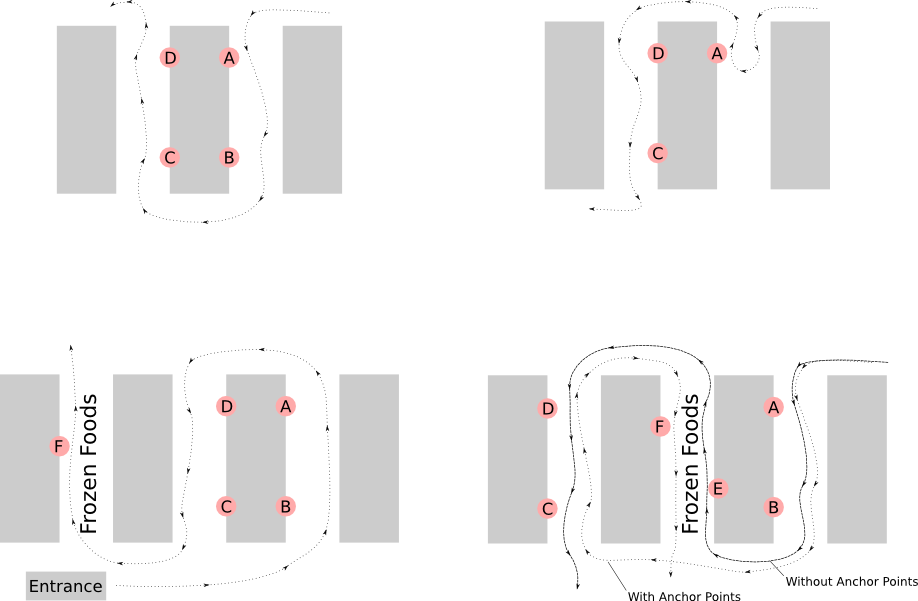 D A
C B
D A
C
D A
F
C B
Frozen Foods
Entrance
D A
F
E
C B
Frozen Foods
Without Anchor Points
With Anchor Points